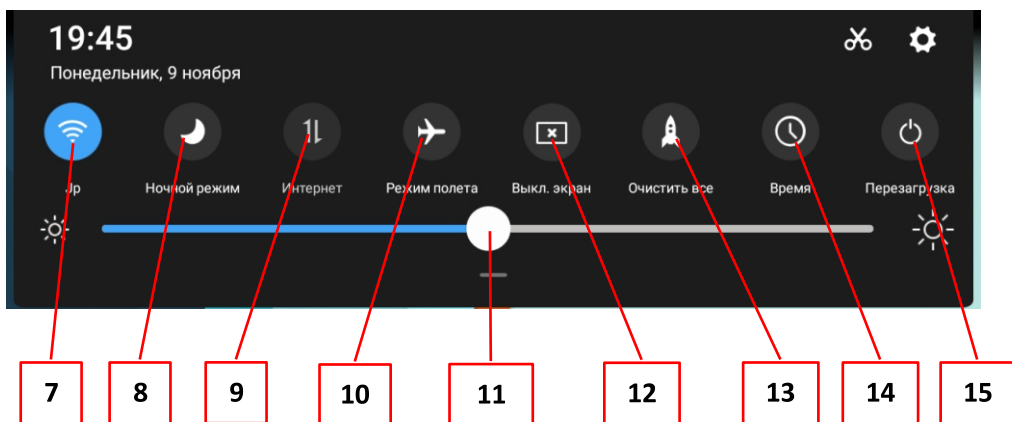 19:45
Понедельник, 9 ноября
Jp
Ночной режим
Интернет
Режим полета
Выкл. экран
Очистить все
Время
Перезагрузка
7
8
9
10
11
12
13
14
15